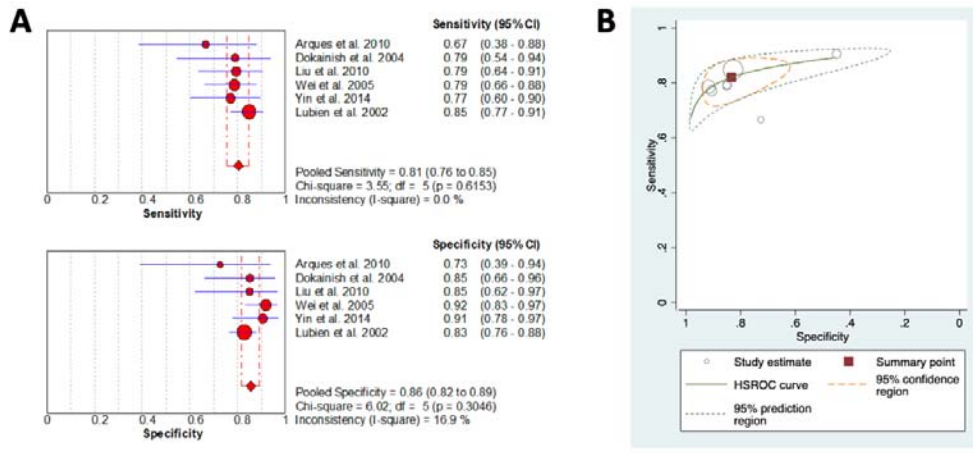 A
Sensitivity (95% CI)
Arques et al. 2010 0.67 (0.38 - 0.88)
Dokainish et al. 2004 0.79 (0.54 - 0.94)
Liu et al. 2010 0.79 (0.64 - 0.91)
Wei et al. 2005 0.79 (0.66 - 0.88)
Yin et al. 2014 0.77 (0.60 - 0.90)
Lubien et al. 2002 0.85 (0.77 - 0.91)
Pooled Sensitivity = 0.81 (0.76 to 0.85)
Chi-square = 3.55; df = 5 (p = 0.6153)
Inconsistency (I-square) = 0.0 %
0 0.2 0.4 0.6 0.8 1
Sensitivity
Specificity (95% CI)
Arques et al. 2010 0.73 (0.39 - 0.94)
Dokainish et al. 2004 0.85 (0.66 - 0.96)
Liu et al. 2010 0.85 (0.62 - 0.97)
Wei et al. 2005 0.92 (0.83 - 0.97)
Yin et al. 2014 0.91 (0.78 - 0.97)
Lubien et al. 2002 0.83 (0.76 - 0.88)
Pooled Specificity = 0.86 (0.82 to 0.89)
Chi-square = 6.02; df = 5 (p = 0.3046)
Inconsistency (I-square) = 16.9 %
0 0.2 0.4 0.6 0.8 1
Specificity
B
1
.8
.6
.4
.2
0
Sensitivity
1 .8 .6 .4 .2 0
Specificity
Study estimate
Summary point
HSROC curve
95% confidence
region
95% prediction
region